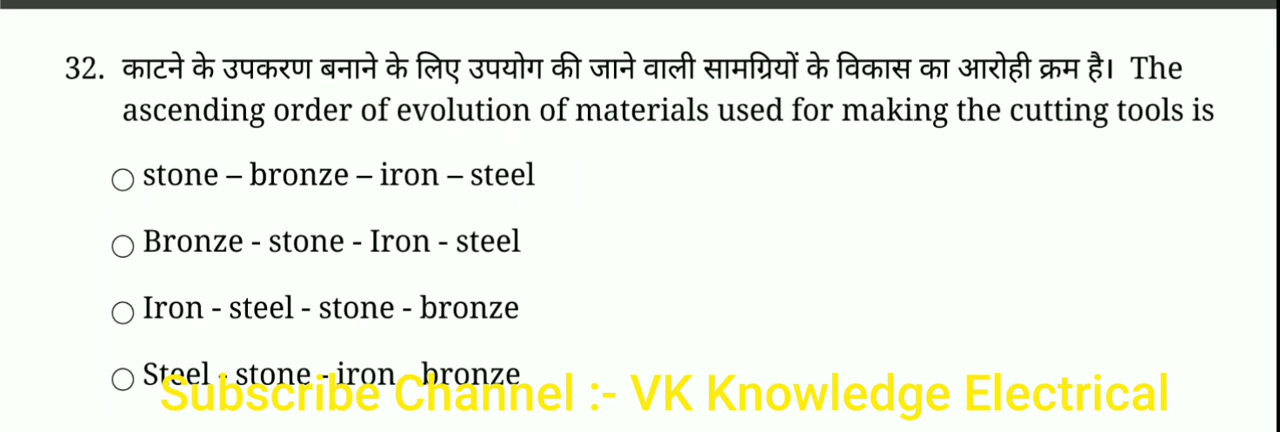 32. काटने के उपकरण बनाने के लिए उपयोग की जाने वाली सामग्रियों के विकास का आरोही क्रम है। The
ascending order of evolution of materials used for making the cutting tools is
stone – bronze – iron – steel
Bronze - stone - Iron - steel
Iron - steel - stone - bronze
Steel - stone - iron - bronze
Subscribe Channel :- VK Knowledge Electrical